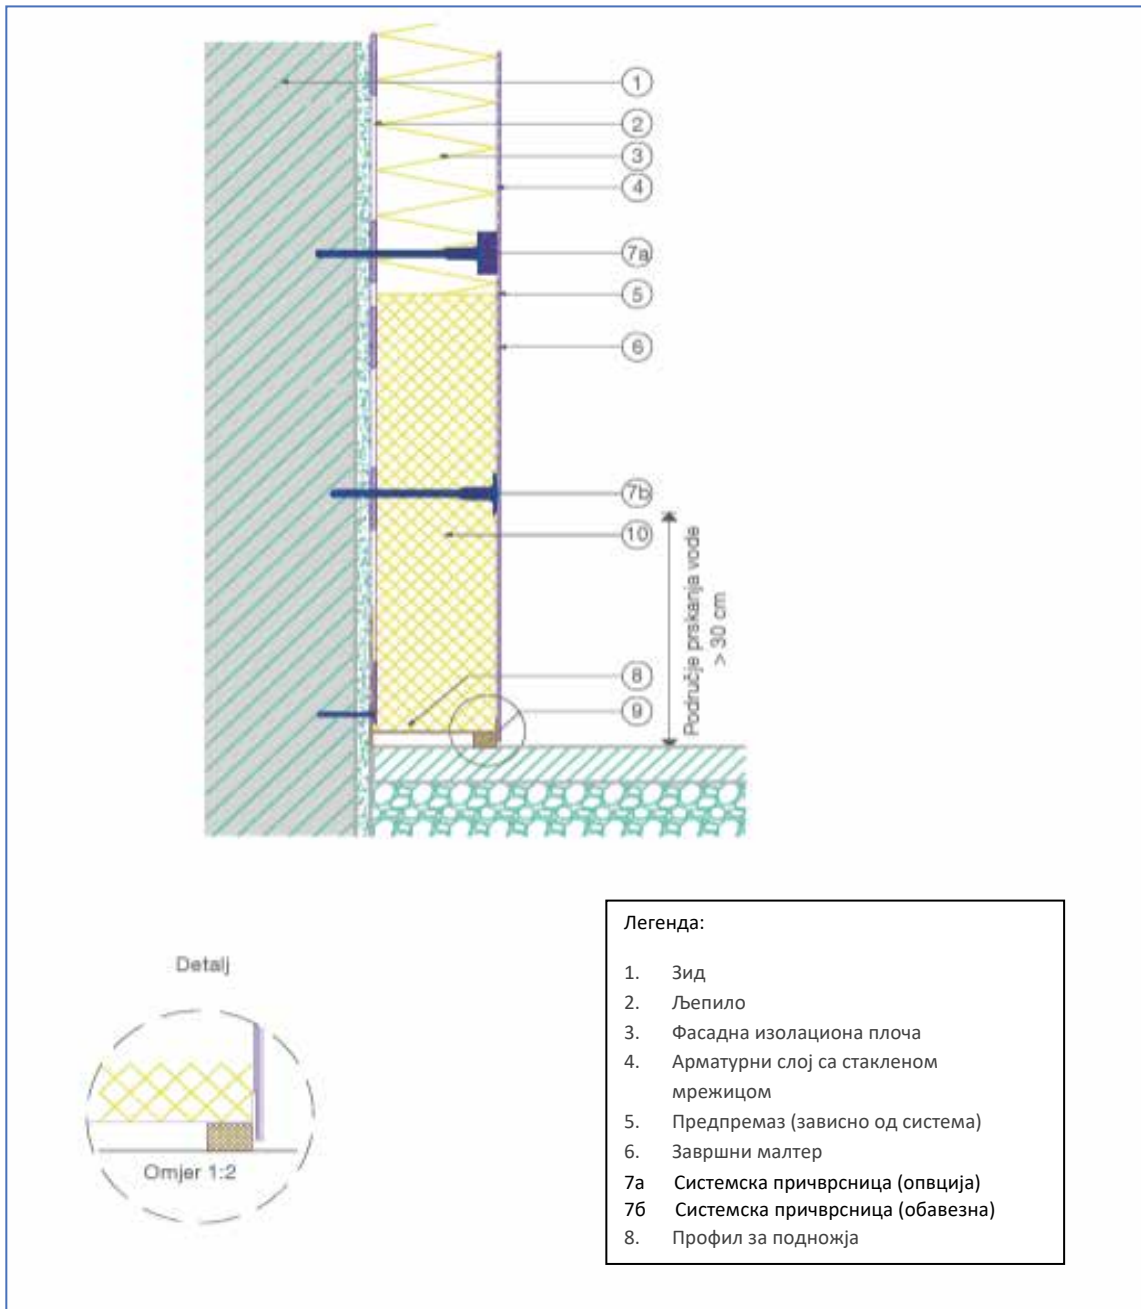 1
2
3
4
7a
5
6
7b
10
8
9
Područje prskanja vode
> 30 cm
Detalj
Omjer 1:2
Легенда:
1. Зид
2. Љепило
3. Фасадна изолациона плоча
4. Арматурни слој са стакленом
мрежицом
5. Предпремаз (зависно од система)
6. Завршни малтер
7а Системска причврсница (опвција)
7б Системска причврсница (обавезна)
8. Профил за подножја